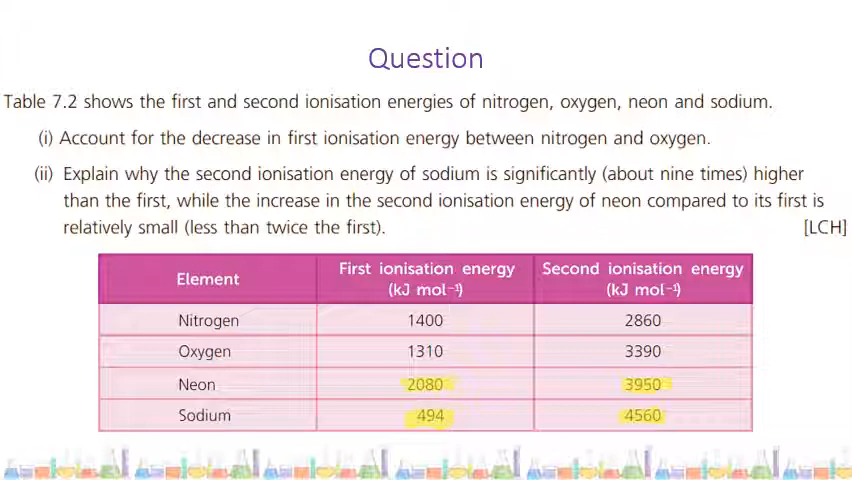 Question
Table 7.2 shows the first and second ionisation energies of nitrogen, oxygen, neon and sodium.
(i) Account for the decrease in first ionisation energy between nitrogen and oxygen.
(ii) Explain why the second ionisation energy of sodium is significantly (about nine times) higher
than the first, while the increase in the second ionisation energy of neon compared to its first is
relatively small (less than twice the first). [LCH]
Element First ionisation energy (kJ mol⁻¹) Second ionisation energy (kJ mol⁻¹)
Nitrogen 1400 2860
Oxygen 1310 3390
Neon 2080 3950
Sodium 494 4560